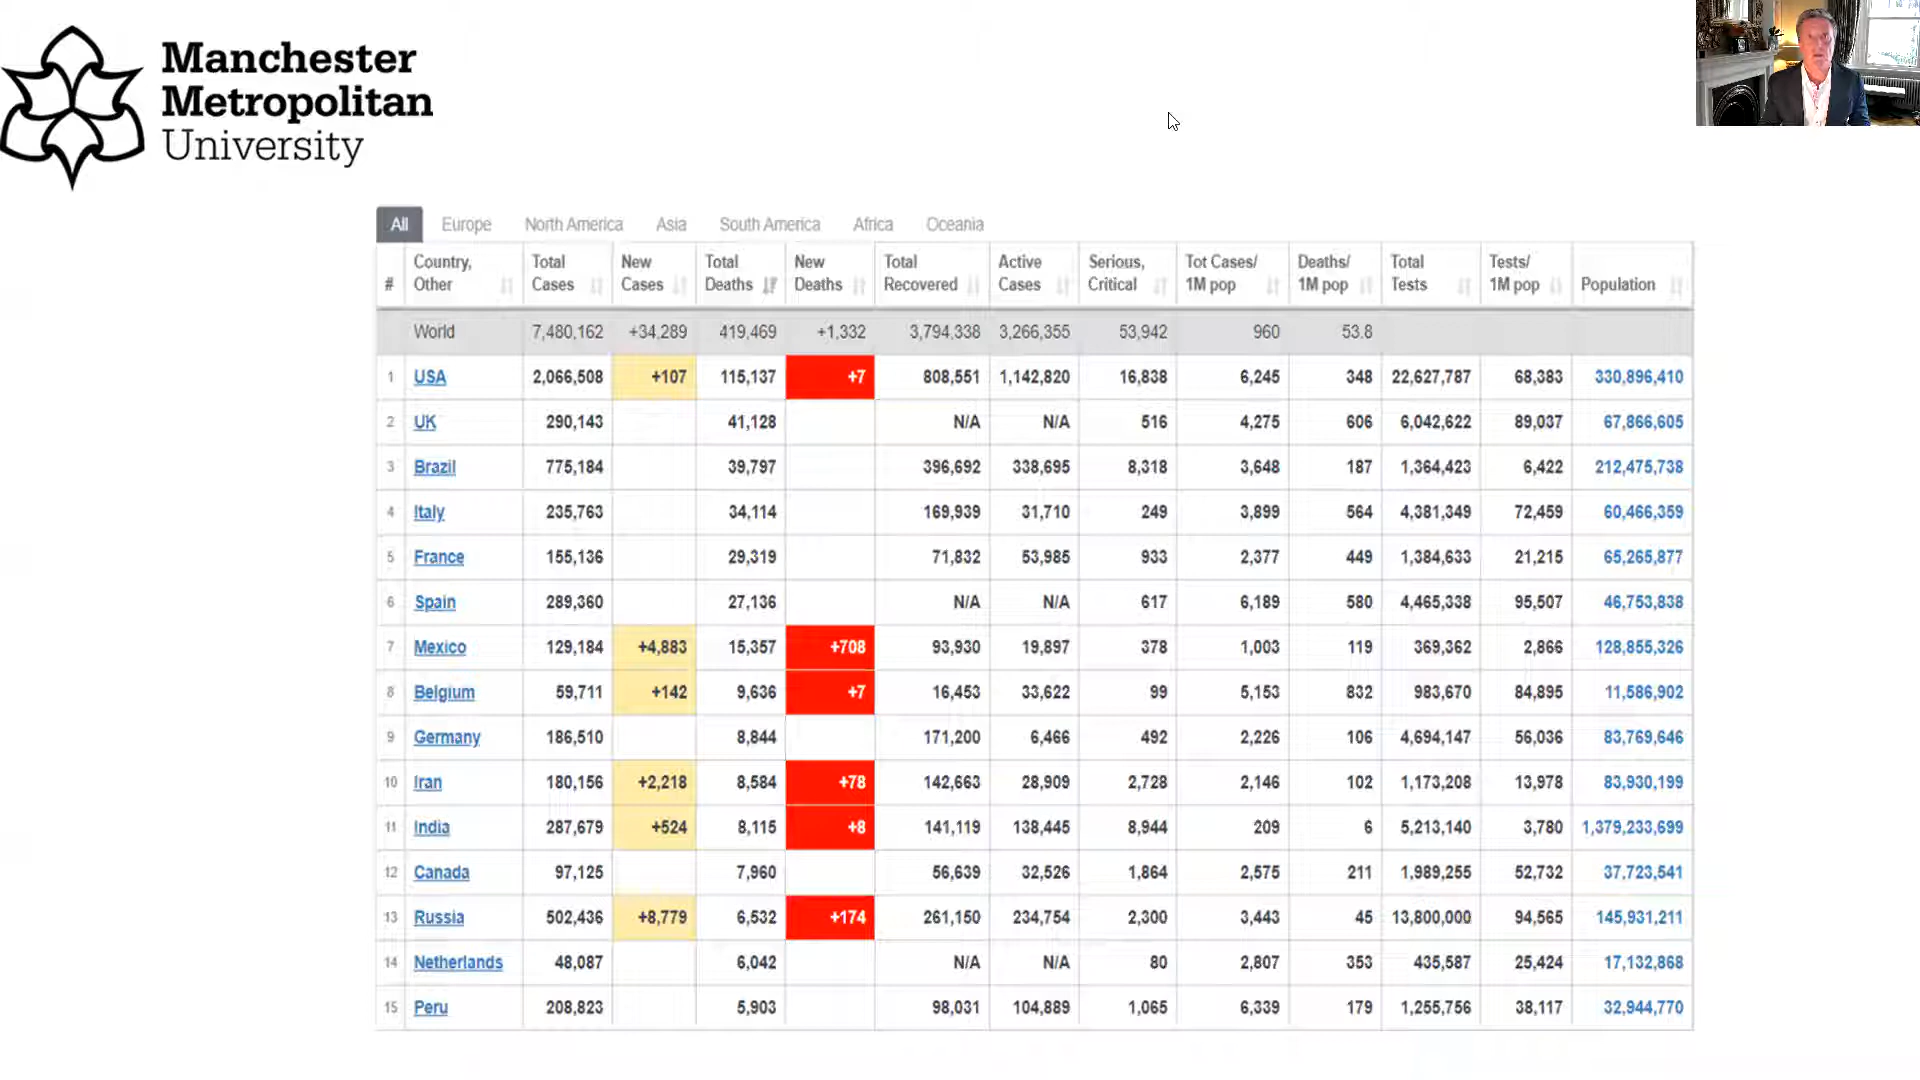 Manchester
Metropolitan
University
All Europe North America Asia South America Africa Oceania
# Country, Other Total Cases New Cases Total Deaths New Deaths Total Recovered Active Cases Serious, Critical Tot Cases/ 1M pop Deaths/ 1M pop Total Tests Tests/ 1M pop Population
World 7,480,162 +34,289 419,469 +1,332 3,794,338 3,266,355 53,942 960 53.8
1 USA 2,066,508 +107 115,137 +7 808,551 1,142,820 16,838 6,245 348 22,627,787 68,383 330,896,410
2 UK 290,143 41,128 N/A N/A 516 4,275 606 6,042,622 89,037 67,866,605
3 Brazil 775,184 39,797 396,692 338,695 8,318 3,648 187 1,364,423 6,422 212,475,738
4 Italy 235,763 34,114 169,939 31,710 249 3,899 564 4,381,349 72,459 60,466,359
5 France 155,136 29,319 71,832 53,985 933 2,377 449 1,384,633 21,215 65,265,877
6 Spain 289,360 27,136 N/A N/A 617 6,189 580 4,465,338 95,507 46,753,838
7 Mexico 129,184 +4,883 15,357 +708 93,930 19,897 378 1,003 119 369,362 2,866 128,855,326
8 Belgium 59,711 +142 9,636 +7 16,453 33,622 99 5,153 832 983,670 84,895 11,586,902
9 Germany 186,510 8,844 171,200 6,466 492 2,226 106 4,694,147 56,036 83,769,646
10 Iran 180,156 +2,218 8,584 +78 142,663 28,909 2,728 2,146 102 1,173,208 13,978 83,930,199
11 India 287,679 +524 8,115 +8 141,119 138,445 8,944 209 6 5,213,140 3,780 1,379,233,699
12 Canada 97,125 7,960 56,639 32,526 1,864 2,575 211 1,989,255 52,732 37,723,541
13 Russia 502,436 +8,779 6,532 +174 261,150 234,754 2,300 3,443 45 13,800,000 94,565 145,931,211
14 Netherlands 48,087 6,042 N/A N/A 80 2,807 353 435,587 25,424 17,132,868
15 Peru 208,823 5,903 98,031 104,889 1,065 6,339 179 1,255,756 38,117 32,944,770